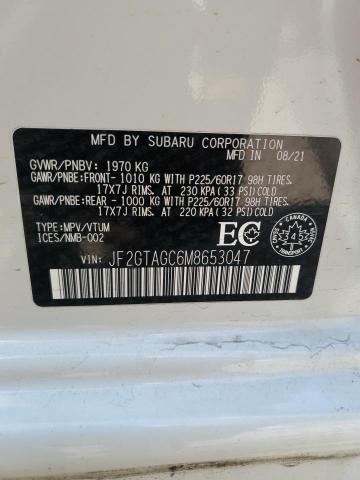 MFD BY SUBARU CORPORATION
08/21
GVWR/PNBV: 1970 KG
GAWR/PNBE:FRONT- 1010 KG WITH P225/60R17 98H TIRES.
17X7J RIMS. AT 230 KPA (33 PSI)COLD
GAWR/PNBE:REAR - 1000 KG WITH P225/60R17 98H TIRES.
17X7J RIMS. AT 220 KPA (32 PSI)COLD
TYPE:MPV/VTUM
ICES/NMB-002
EC
CANADA
345
VIN: JF2GTAGC6M8653047